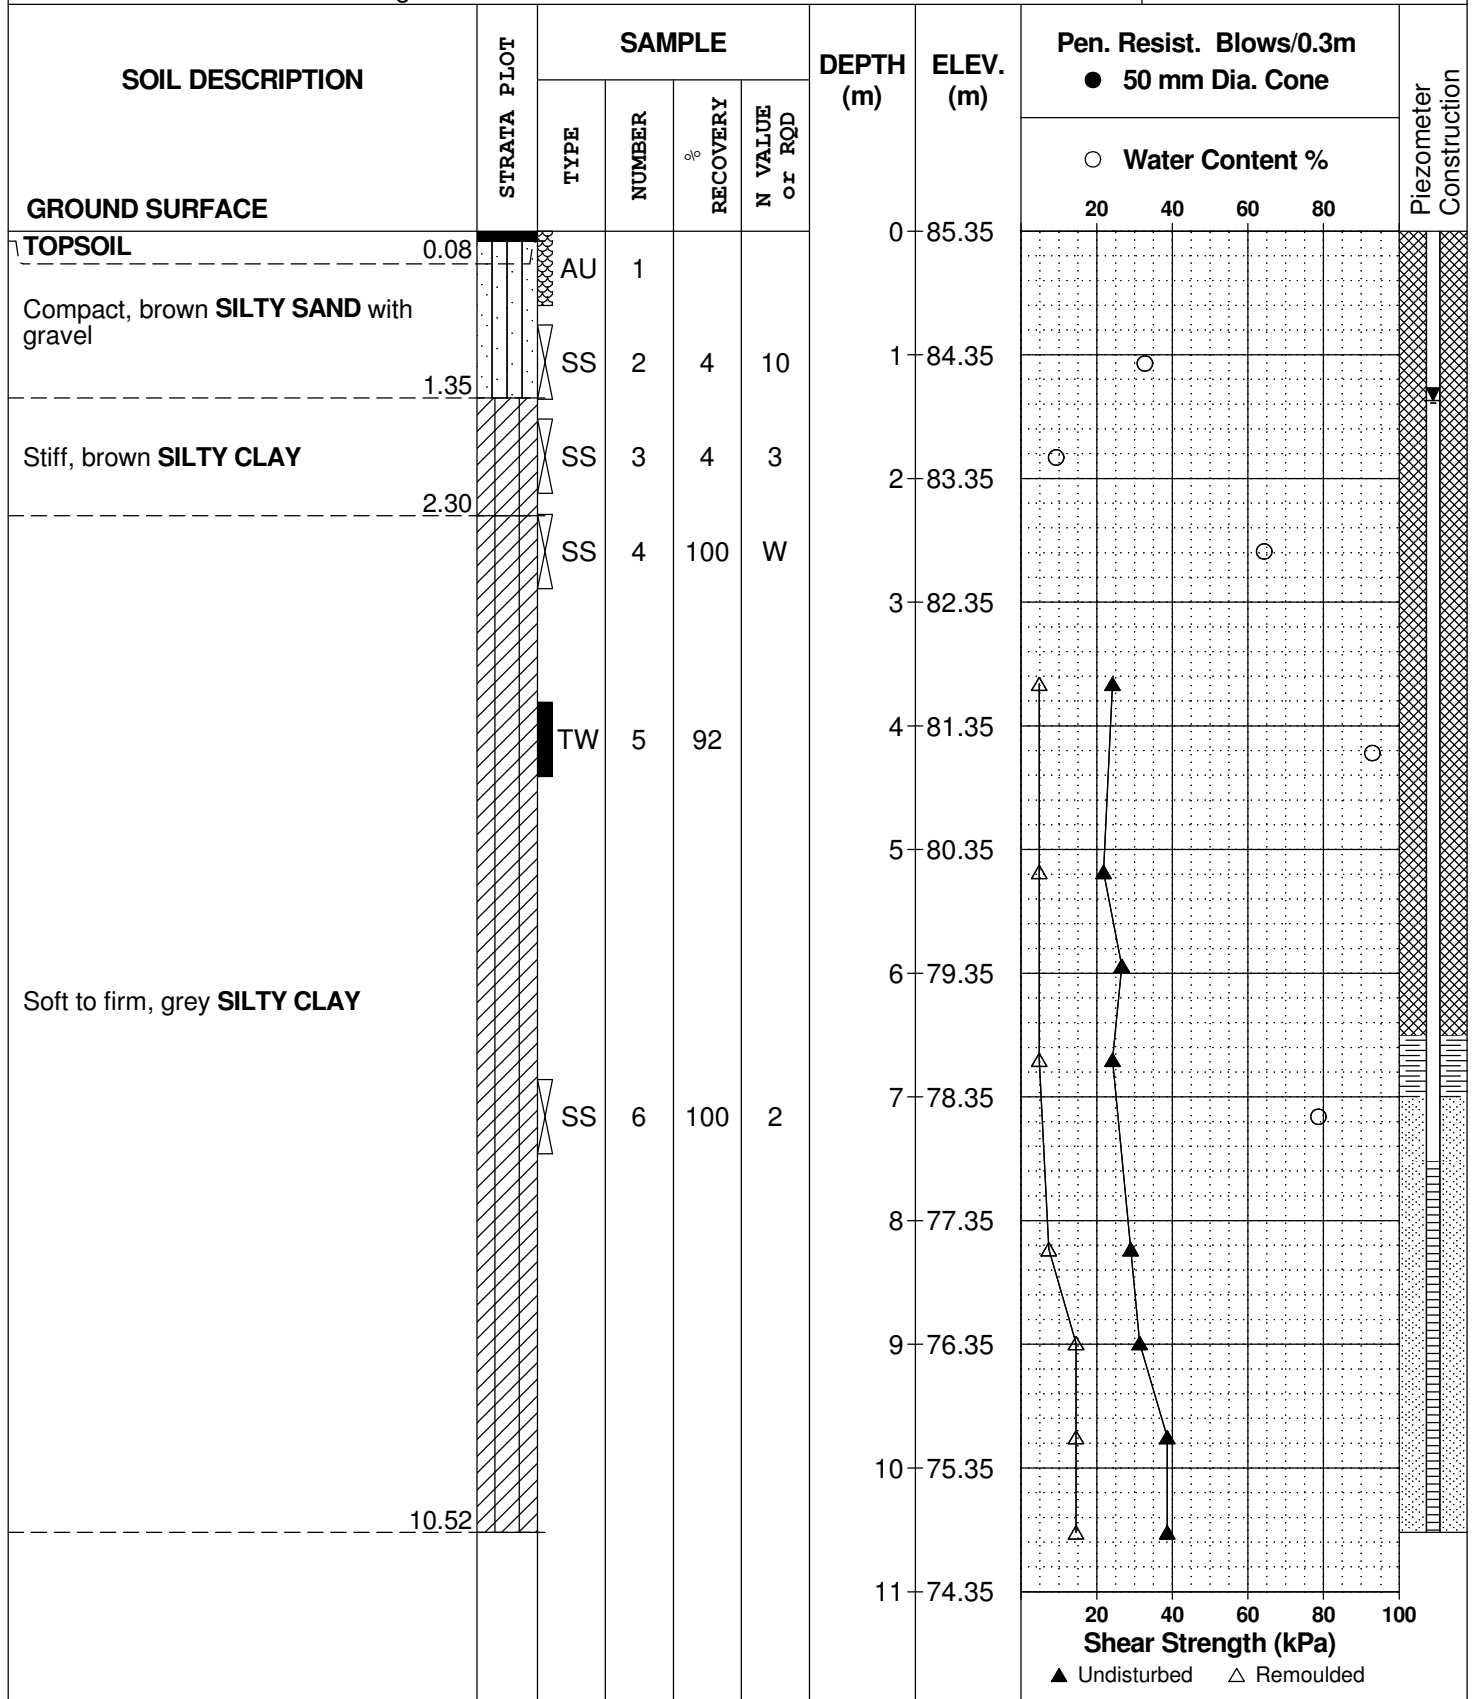 SOIL DESCRIPTION
GROUND SURFACE
STRATA PLOT
SAMPLE
TYPE
NUMBER
%
RECOVERY
N VALUE
or RQD
DEPTH
(m)
ELEV.
(m)
Pen. Resist. Blows/0.3m
● 50 mm Dia. Cone
○ Water Content %
20 40 60 80
Piezometer
Construction
TOPSOIL 0.08
Compact, brown SILTY SAND with
gravel
1.35
Stiff, brown SILTY CLAY
2.30
Soft to firm, grey SILTY CLAY
10.52
AU 1
SS 2 4 10
SS 3 4 3
SS 4 100 W
TW 5 92
SS 6 100 2
0 85.35
1 84.35
2 83.35
3 82.35
4 81.35
5 80.35
6 79.35
7 78.35
8 77.35
9 76.35
10 75.35
11 74.35
20 40 60 80 100
Shear Strength (kPa)
▲ Undisturbed △ Remoulded